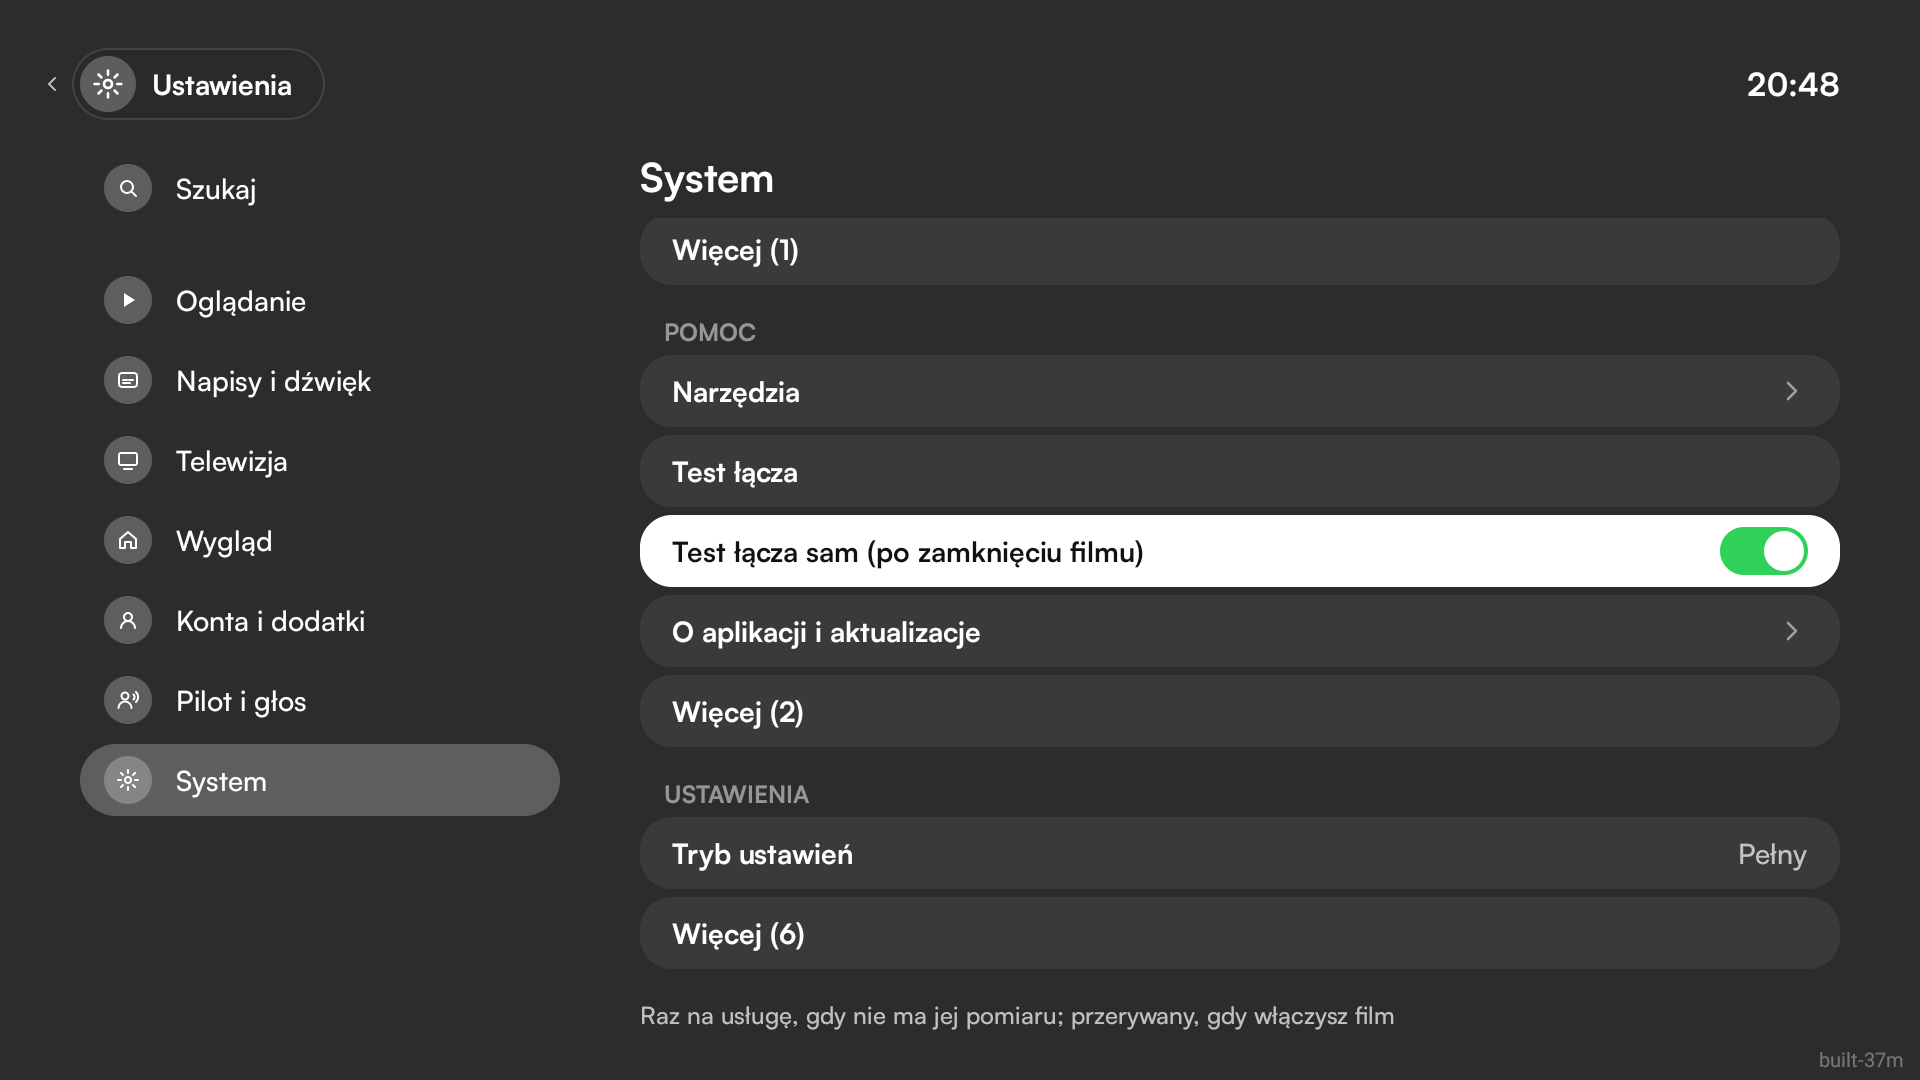 Ustawienia
20:48
Szukaj
Oglądanie
Napisy i dźwięk
Telewizja
Wygląd
Konta i dodatki
Pilot i głos
System
System
Więcej (1)
POMOC
Narzędzia
Test łącza
Test łącza sam (po zamknięciu filmu)
O aplikacji i aktualizacje
Więcej (2)
USTAWIENIA
Tryb ustawień Pełny
Więcej (6)
Raz na usługę, gdy nie ma jej pomiaru; przerywany, gdy włączysz film
built-37m